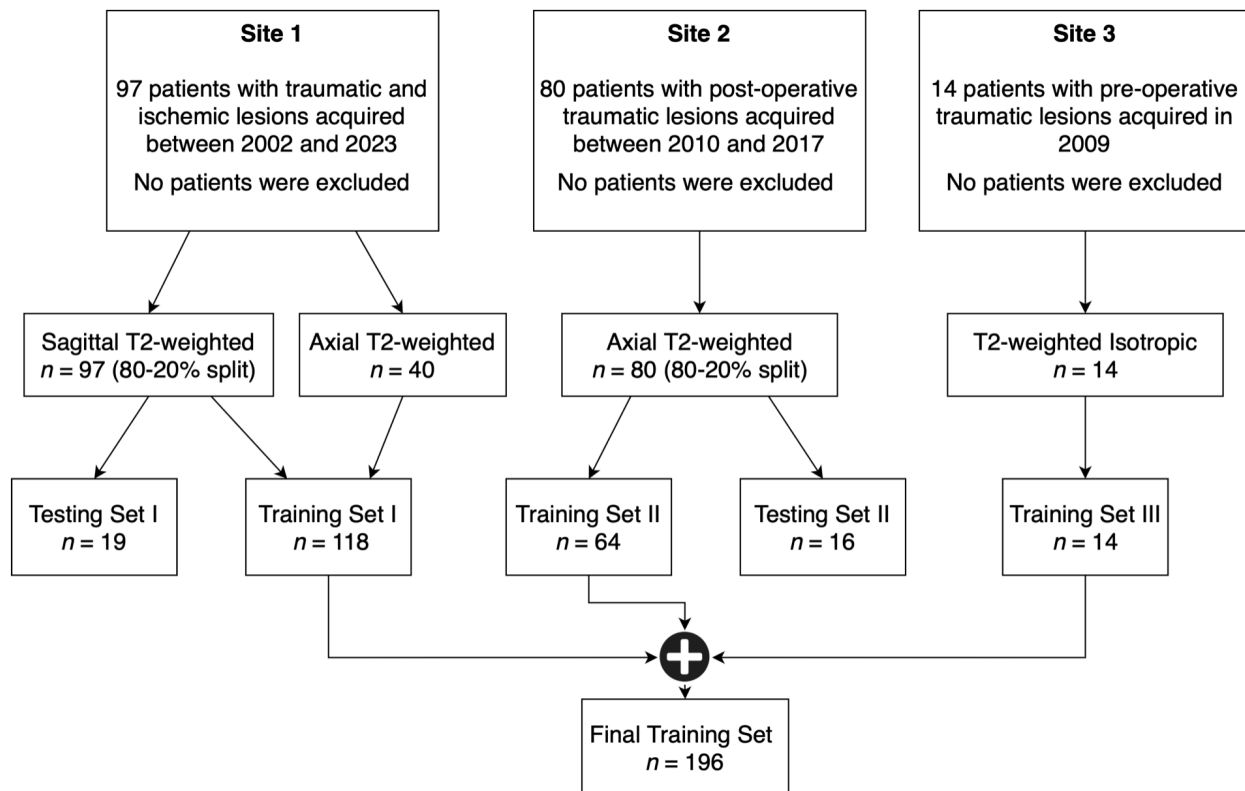 Site 1
97 patients with traumatic and
ischemic lesions acquired
between 2002 and 2023
No patients were excluded
Site 2
80 patients with post-operative
traumatic lesions acquired
between 2010 and 2017
No patients were excluded
Site 3
14 patients with pre-operative
traumatic lesions acquired in
2009
No patients were excluded
Sagittal T2-weighted
n = 97 (80-20% split)
Axial T2-weighted
n = 40
Axial T2-weighted
n = 80 (80-20% split)
T2-weighted Isotropic
n = 14
Testing Set I
n = 19
Training Set I
n = 118
Training Set II
n = 64
Testing Set II
n = 16
Training Set III
n = 14
Final Training Set
n = 196